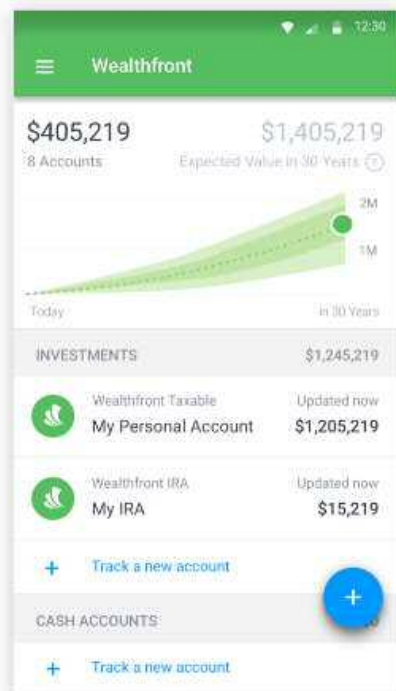 12:30
Wealthfront
$405,219 $1,405,219
8 Accounts Expected Value in 30 Years ?
2M
1M
Today in 30 Years
INVESTMENTS $1,245,219
Wealthfront Taxable Updated now
My Personal Account $1,205,219
Wealthfront IRA Updated now
My IRA $15,219
+ Track a new account
+
CASH ACCOUNTS
+ Track a new account